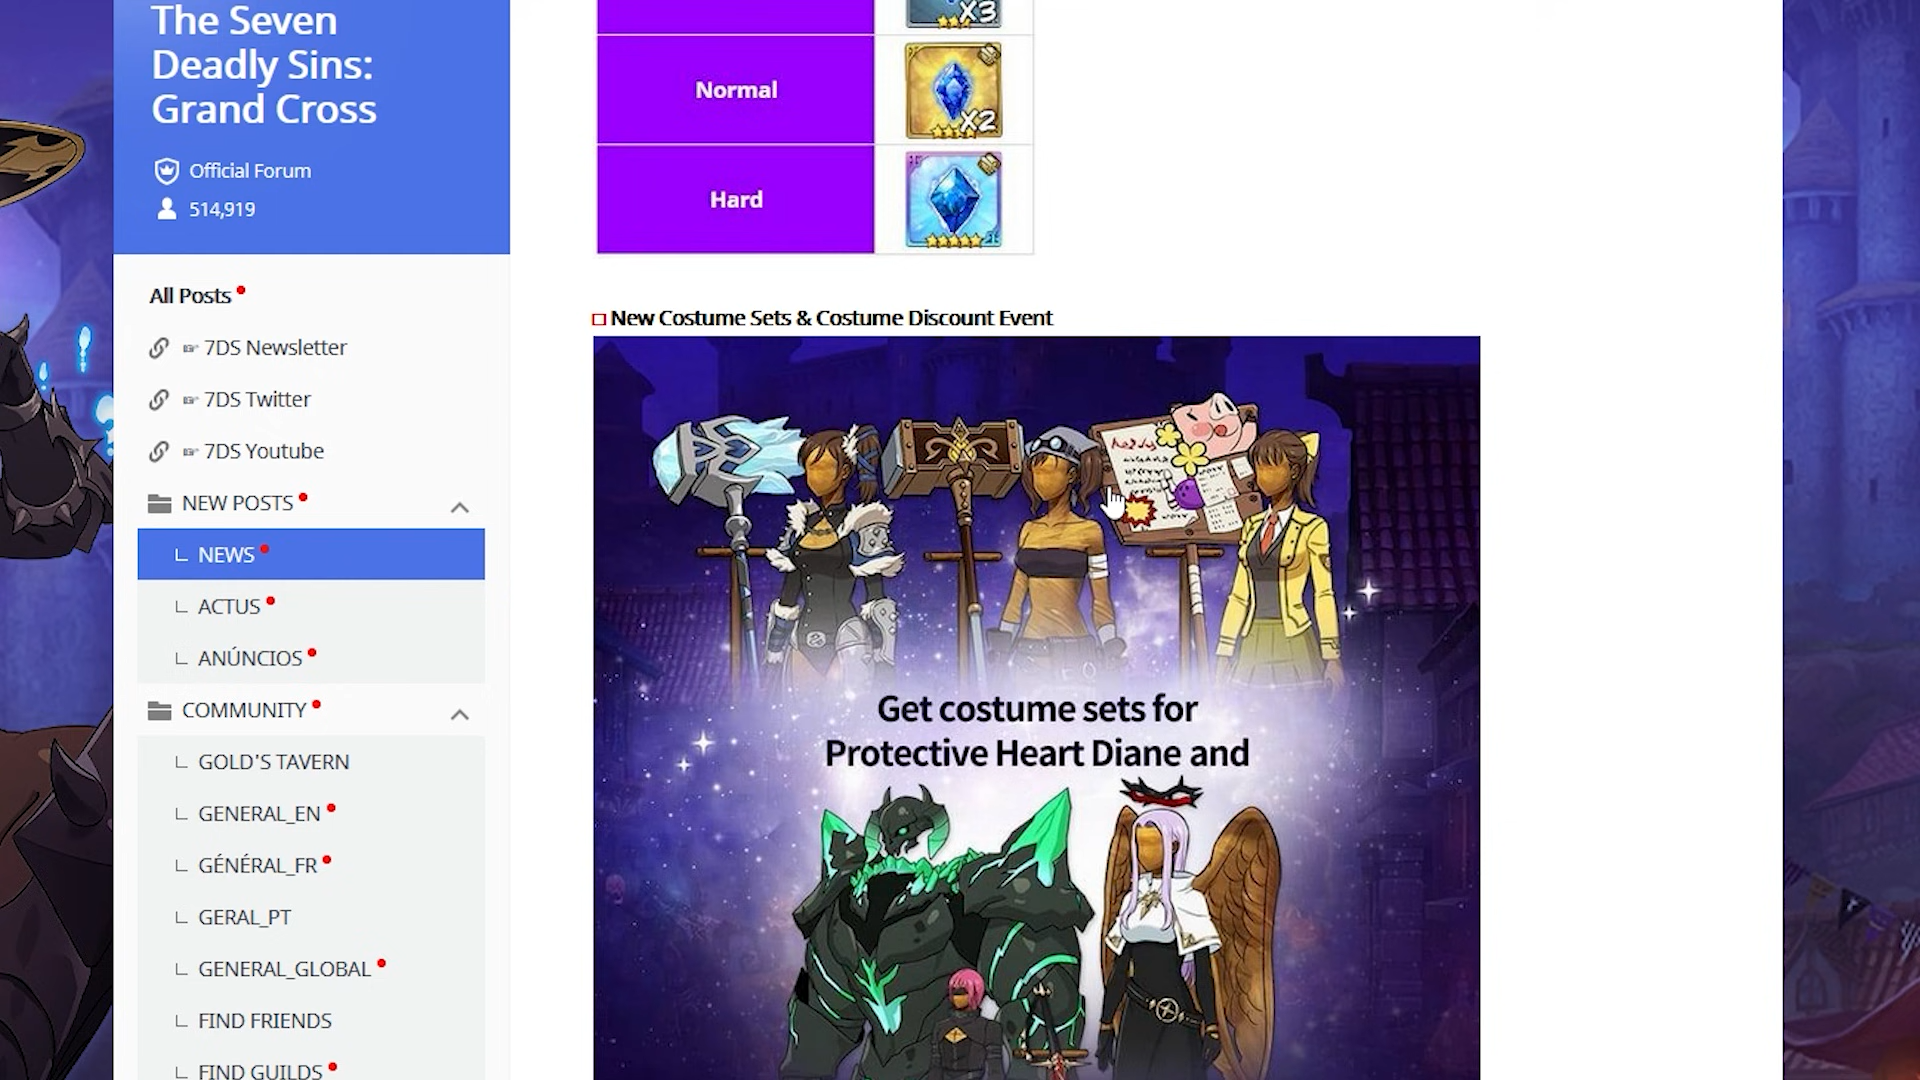 The Seven
Deadly Sins:
Grand Cross
Official Forum
514,919
All Posts
7DS Newsletter
7DS Twitter
7DS Youtube
NEW POSTS
NEWS
ACTUS
ANÚNCIOS
COMMUNITY
GOLD'S TAVERN
GENERAL_EN
GÉNÉRAL_FR
GERAL_PT
GENERAL_GLOBAL
FIND FRIENDS
FIND GUILDS
X3
Normal
X2
Hard
New Costume Sets & Costume Discount Event
Get costume sets for
Protective Heart Diane and